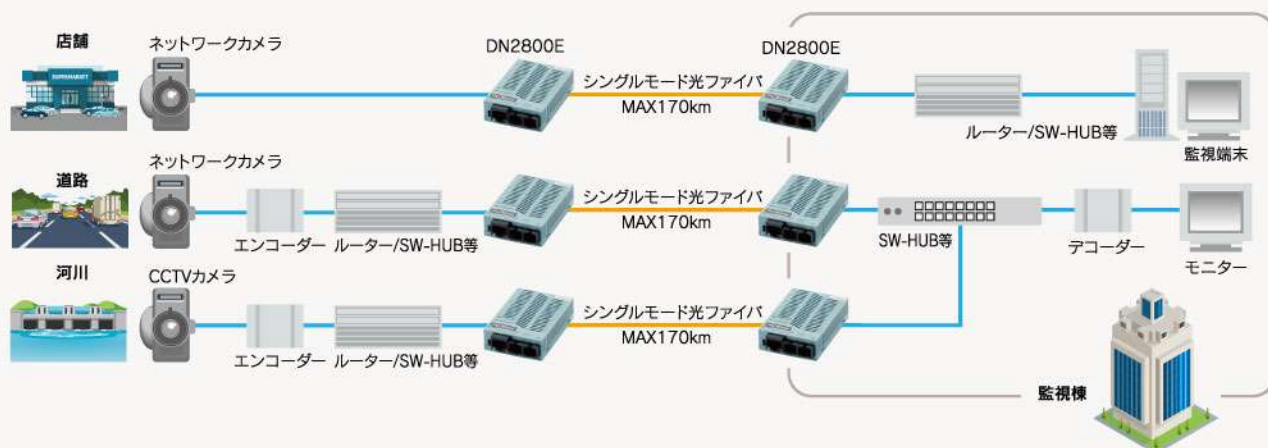 店舗
ネットワークカメラ
DN2800E
DN2800E
シングルモード光ファイバ
MAX170km
SUPERMARKET
ルーター/SW-HUB等
監視端末
道路
ネットワークカメラ
シングルモード光ファイバ
MAX170km
エンコーダー
ルーター/SW-HUB等
SW-HUB等
デコーダー
モニター
河川
CCTVカメラ
シングルモード光ファイバ
MAX170km
エンコーダー
ルーター/SW-HUB等
監視棟